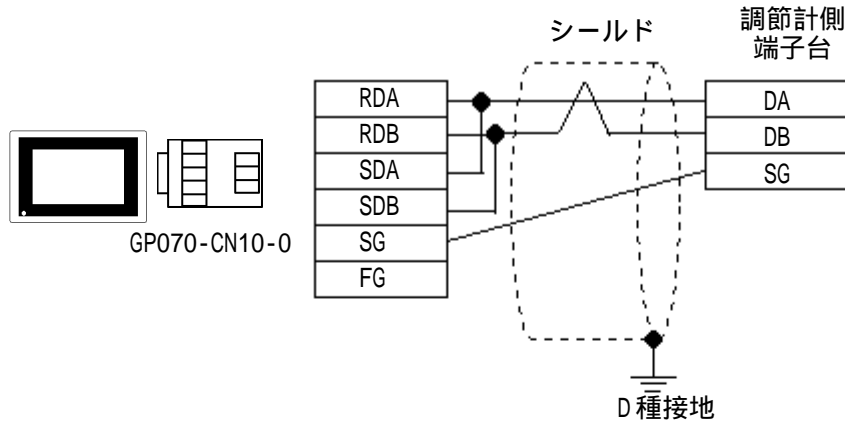 シールド
調節計側
端子台
RDA
RDB
SDA
SDB
SG
FG
DA
DB
SG
GP070-CN10-0
D種接地